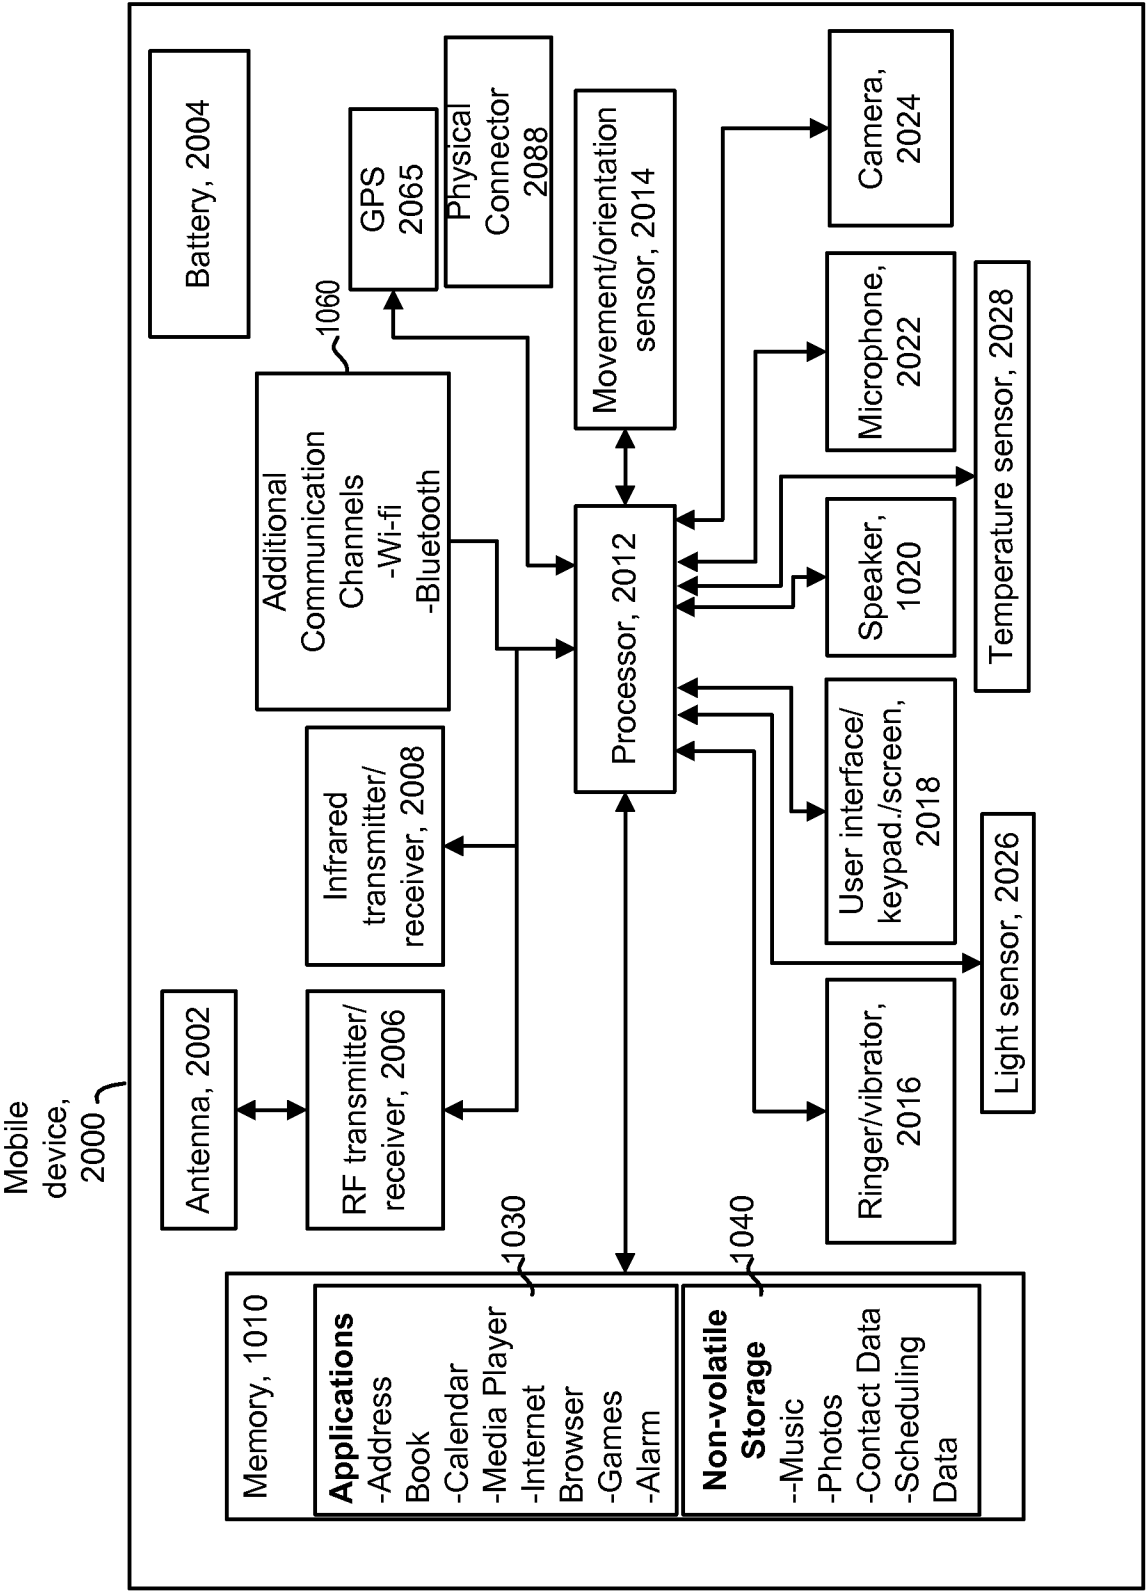 Mobile
device,
2000
Battery, 2004
GPS
2065
Physical
Connector
2088
1060
Additional
Communication
Channels
-Wi-fi
-Bluetooth
Infrared
transmitter/
receiver, 2008
Antenna, 2002
RF transmitter/
receiver, 2006
Movement/orientation
sensor, 2014
Processor, 2012
Memory, 1010
1030
Applications
-Address
Book
-Calendar
-Media Player
-Internet
Browser
-Games
-Alarm
1040
Non-volatile
Storage
--Music
-Photos
-Contact Data
-Scheduling
Data
Ringer/vibrator,
2016
User interface/
keypad./screen,
2018
Speaker,
1020
Microphone,
2022
Camera,
2024
Light sensor, 2026
Temperature sensor, 2028